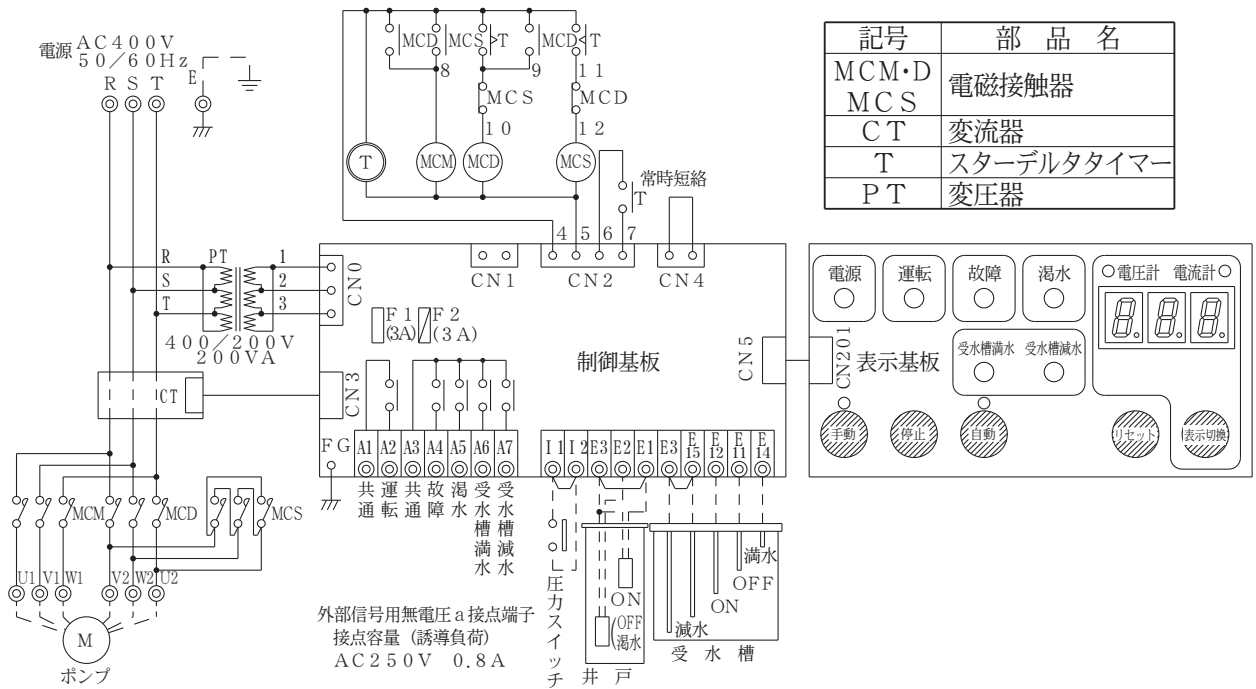 電源 AC400V
50/60Hz
R S T
E
MCD
MCS
T
MCD
T
8
9
11
MCS
MCD
10
12
T
MCM
MCD
MCS
T
常時短絡
4 5 6 7
CN1
CN2
CN4
記号 部品名
MCM・D
MCS
電磁接触器
CT 変流器
T スターデルタタイマー
PT 変圧器
R
S
T
PT
1
2
3
CN0
400/200V
200VA
F1
(3A)
F2
(3A)
制御基板
CN5
CN201
表示基板
電源 運転 故障 渇水
電圧計 電流計
8.8.8.
受水槽満水 受水槽減水
手動 停止 自動 リセット 表示切換
CT
CN3
FG
A1 A2 A3 A4 A5 A6 A7
共通 運転 共通 故障 渇水 受水槽満水 受水槽減水
I1 I2 E3 E2 E1 E3 E15 E12 E11 E14
MCM
MCD
MCS
U1 V1 W1 V2 W2 U2
M
ポンプ
外部信号用無電圧a接点端子
接点容量(誘導負荷)
AC250V 0.8A
圧力スイッチ
ON
(OFF
渇水
井戸
満水
OFF
ON
減水
受水槽